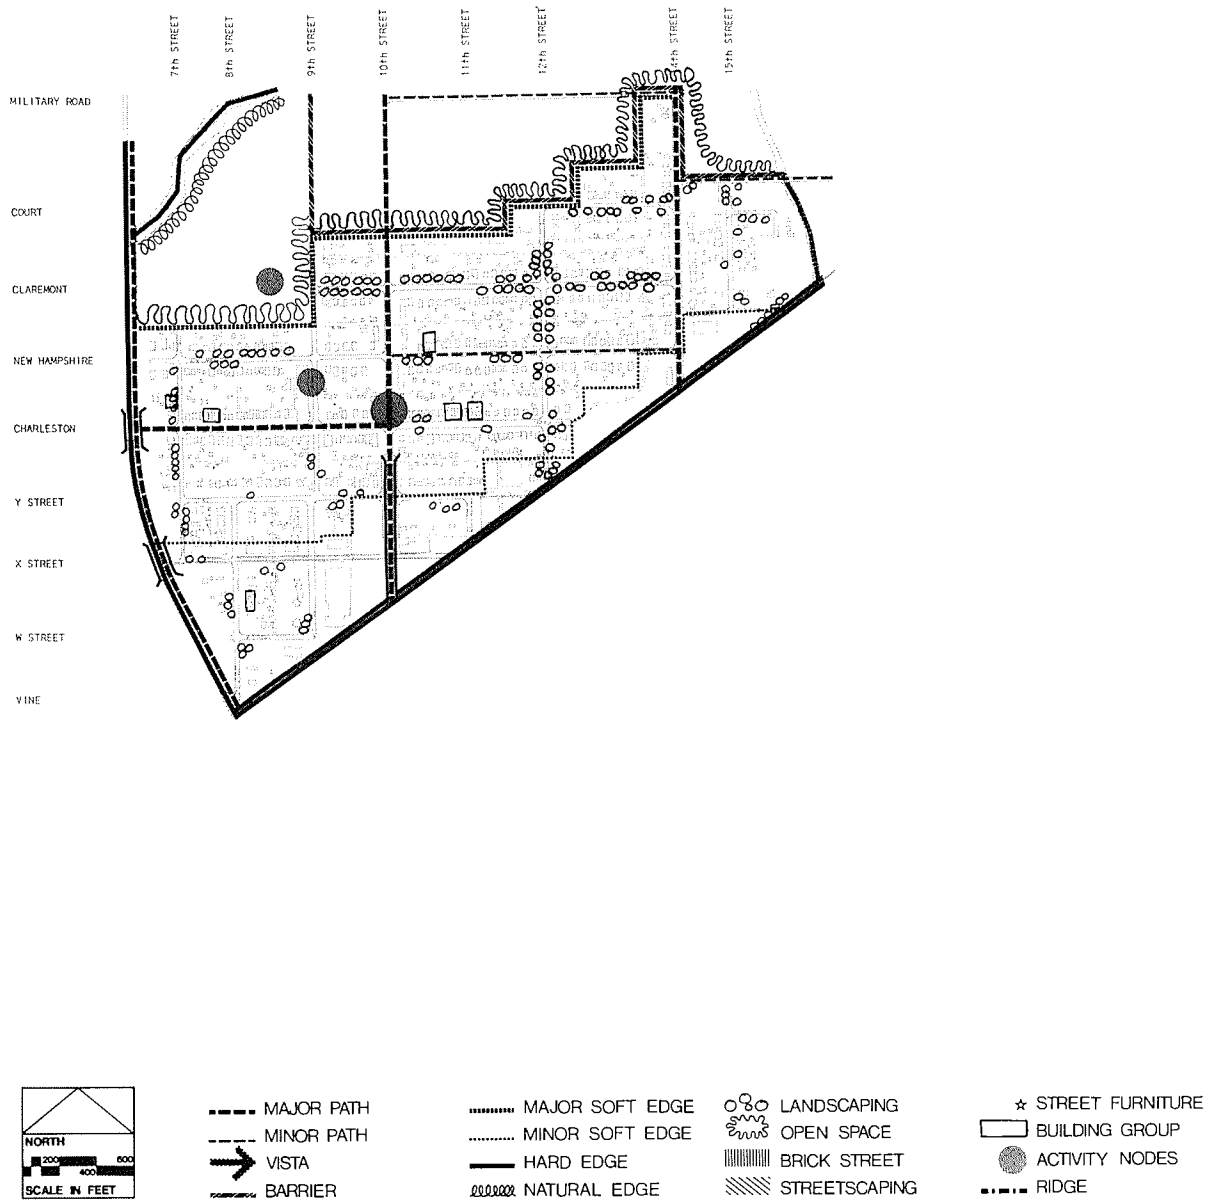 7th STREET
8th STREET
9th STREET
10th STREET
11th STREET
12th STREET
4th STREET
15th STREET
MILITARY ROAD
COURT
CLAREMONT
NEW HAMPSHIRE
CHARLESTON
Y STREET
X STREET
W STREET
VINE
NORTH
200 600
400
SCALE IN FEET
MAJOR PATH
MINOR PATH
VISTA
BARRIER
MAJOR SOFT EDGE
MINOR SOFT EDGE
HARD EDGE
NATURAL EDGE
LANDSCAPING
OPEN SPACE
BRICK STREET
STREETSCAPING
STREET FURNITURE
BUILDING GROUP
ACTIVITY NODES
RIDGE